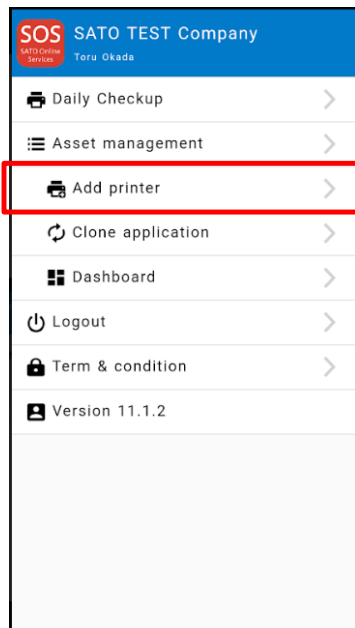 SOS
SATO Online
Services
SATO TEST Company
Toru Okada
Daily Checkup
Asset management
Add printer
Clone application
Dashboard
Logout
Term & condition
Version 11.1.2